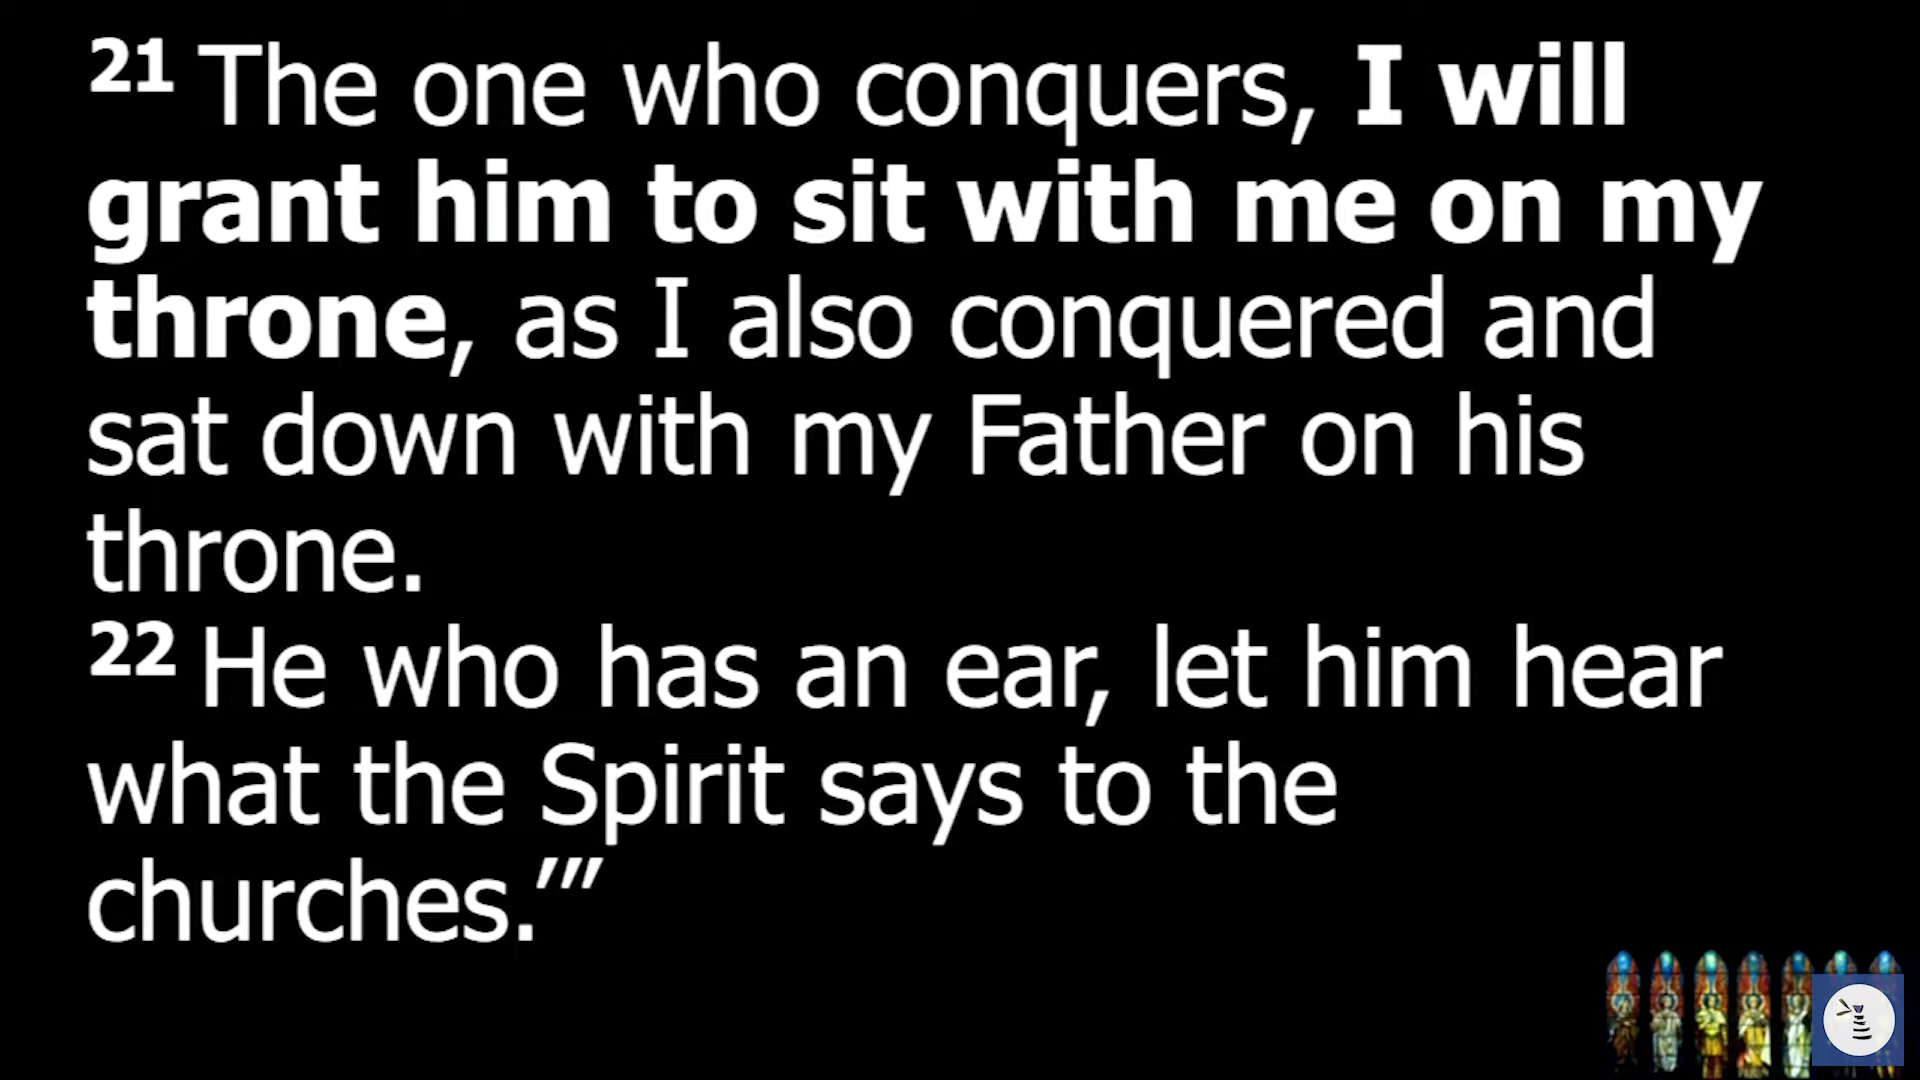 21 The one who conquers, I will
grant him to sit with me on my
throne, as I also conquered and
sat down with my Father on his
throne.
22 He who has an ear, let him hear
what the Spirit says to the
churches.’”